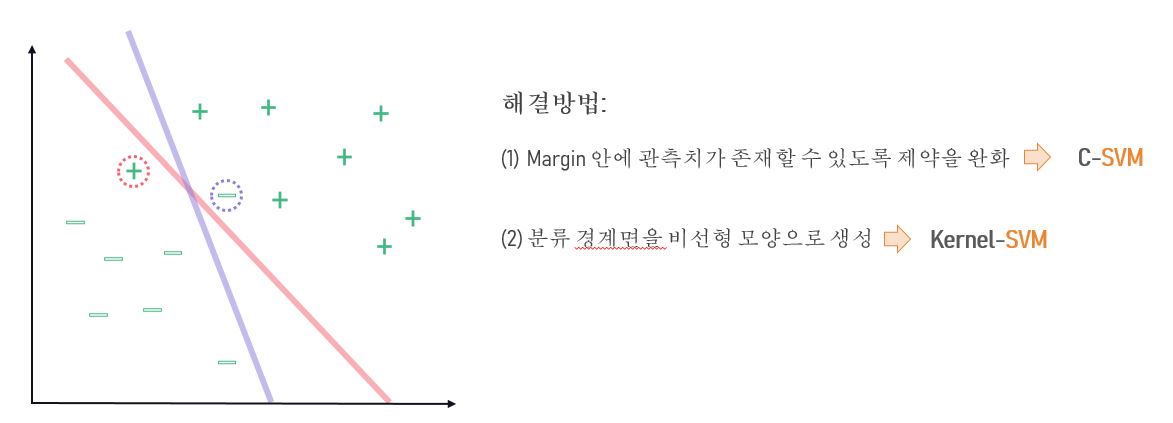 해결방법:
(1) Margin 안에 관측치가 존재할 수 있도록 제약을 완화 C-SVM
(2) 분류 경계면을 비선형 모양으로 생성 Kernel-SVM